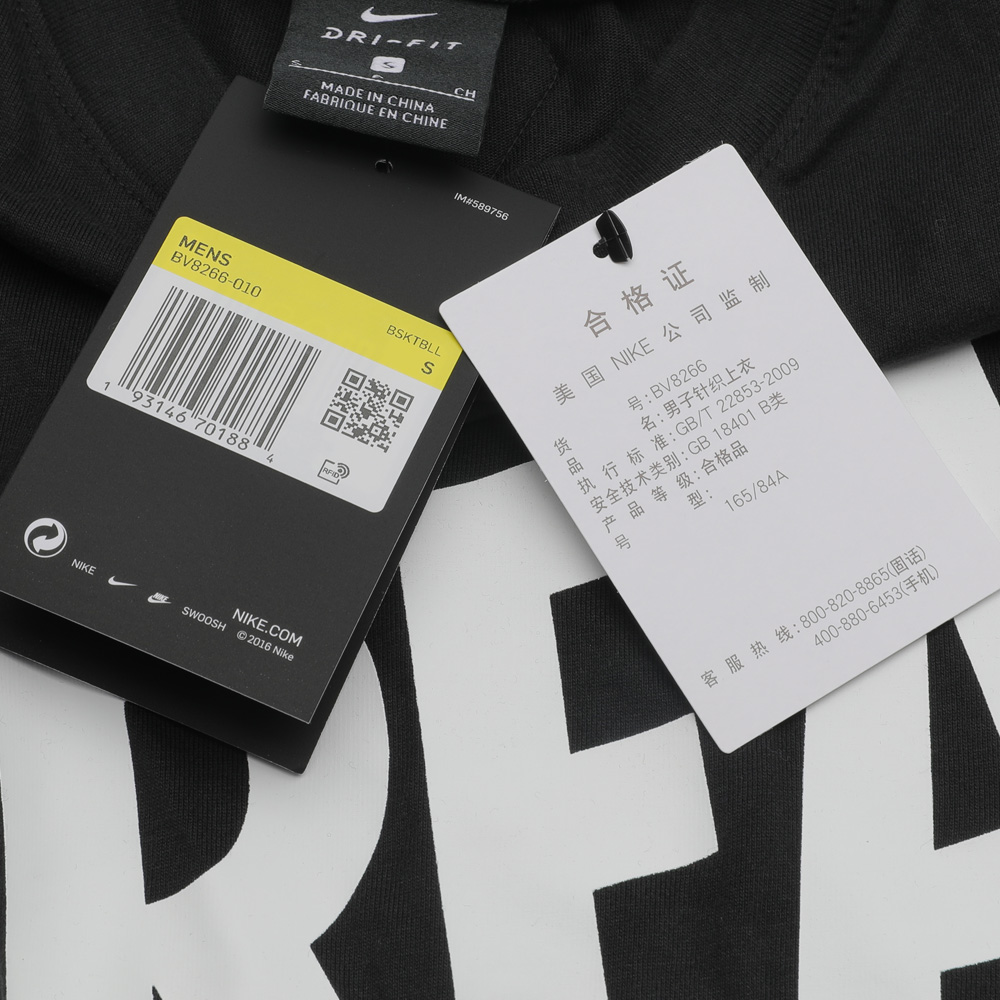 DRI-FIT
S
S
CH
MADE IN CHINA
FABRIQUE EN CHINE
IM#589756
MENS
BV8266-010
BSKTBLL
S
1 93146 70188 4
RFID
NIKE
NIKE
SWOOSH
NIKE.COM
© 2016 Nike
合格证
美国 NIKE 公司监制
货号:BV8266
品名:男子针织上衣
执行标准:GB/T 22853-2009
安全技术类别:GB 18401 B类
产品等级:合格品
号型: 165/84A
客服热线:800-820-8865(固话)
400-880-6453(手机)
REA